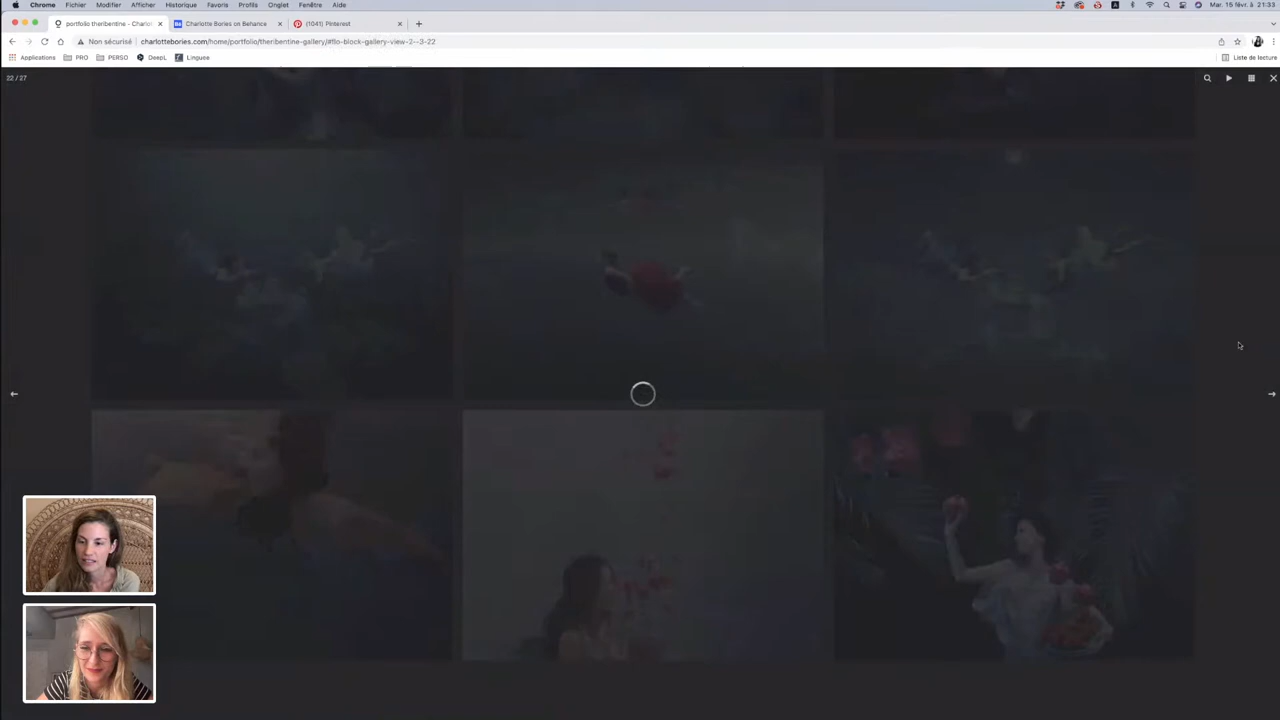 Chrome Fichier Modifier Afficher Historique Favoris Profils Onglet Fenêtre Aide Mar. 15 févr. à 21:33
portfolio theribentine - Charlot Charlotte Bories on Behance (1041) Pinterest
Non sécurisé charlottebories.com/home/portfolio/theribentine-gallery/#flo-block-gallery-view-2--3-22
Applications PRO PERSO DeepL Linguee Liste de lecture
22 / 27